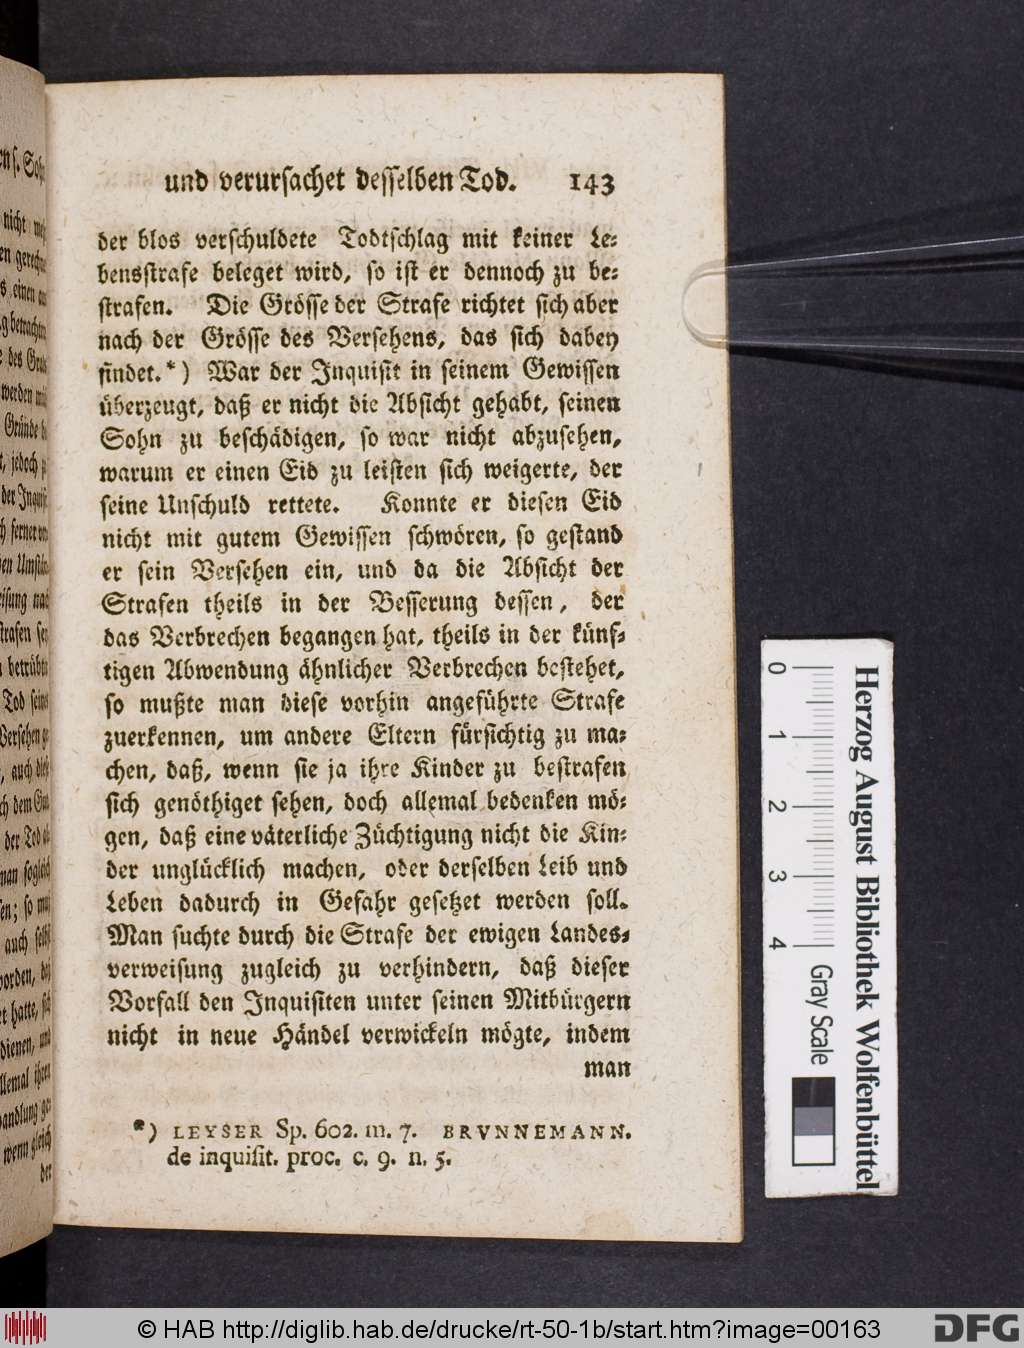 und verursachet desselben Tod. 143
der blos verschuldete Todtschlag mit keiner Le⸗
bensstrafe beleget wird, so ist er dennoch zu be⸗
strafen. Die Grösse der Strafe richtet sich aber
nach der Grösse des Versehens, das sich dabey
findet.*) War der Inquisit in seinem Gewissen
überzeugt, daß er nicht die Absicht gehabt, seinen
Sohn zu beschädigen, so war nicht abzusehen,
warum er einen Eid zu leisten sich weigerte, der
seine Unschuld rettete. Konnte er diesen Eid
nicht mit gutem Gewissen schwören, so gestand
er sein Versehen ein, und da die Absicht der
Strafen theils in der Besserung dessen, der
das Verbrechen begangen hat, theils in der künf⸗
tigen Abwendung ähnlicher Verbrechen bestehet,
so mußte man diese vorhin angeführte Strafe
zuerkennen, um andere Eltern fürsichtig zu ma⸗
chen, daß, wenn sie ja ihre Kinder zu bestrafen
sich genöthiget sehen, doch allemal bedenken mö⸗
gen, daß eine väterliche Züchtigung nicht die Kin⸗
der unglücklich machen, oder derselben Leib und
Leben dadurch in Gefahr gesetzet werden soll.
Man suchte durch die Strafe der ewigen Landes⸗
verweisung zugleich zu verhindern, daß dieser
Vorfall den Inquisiten unter seinen Mitbürgern
nicht in neue Händel verwickeln mögte, indem
man
*) LEYSER Sp. 602. m. 7. BRVNNEMANN.
de inquisit. proc. c. 9. n. 5.
0 1 2 3 4 Gray Scale
Herzog August Bibliothek Wolfenbüttel
© HAB http://diglib.hab.de/drucke/rt-50-1b/start.htm?image=00163
DFG